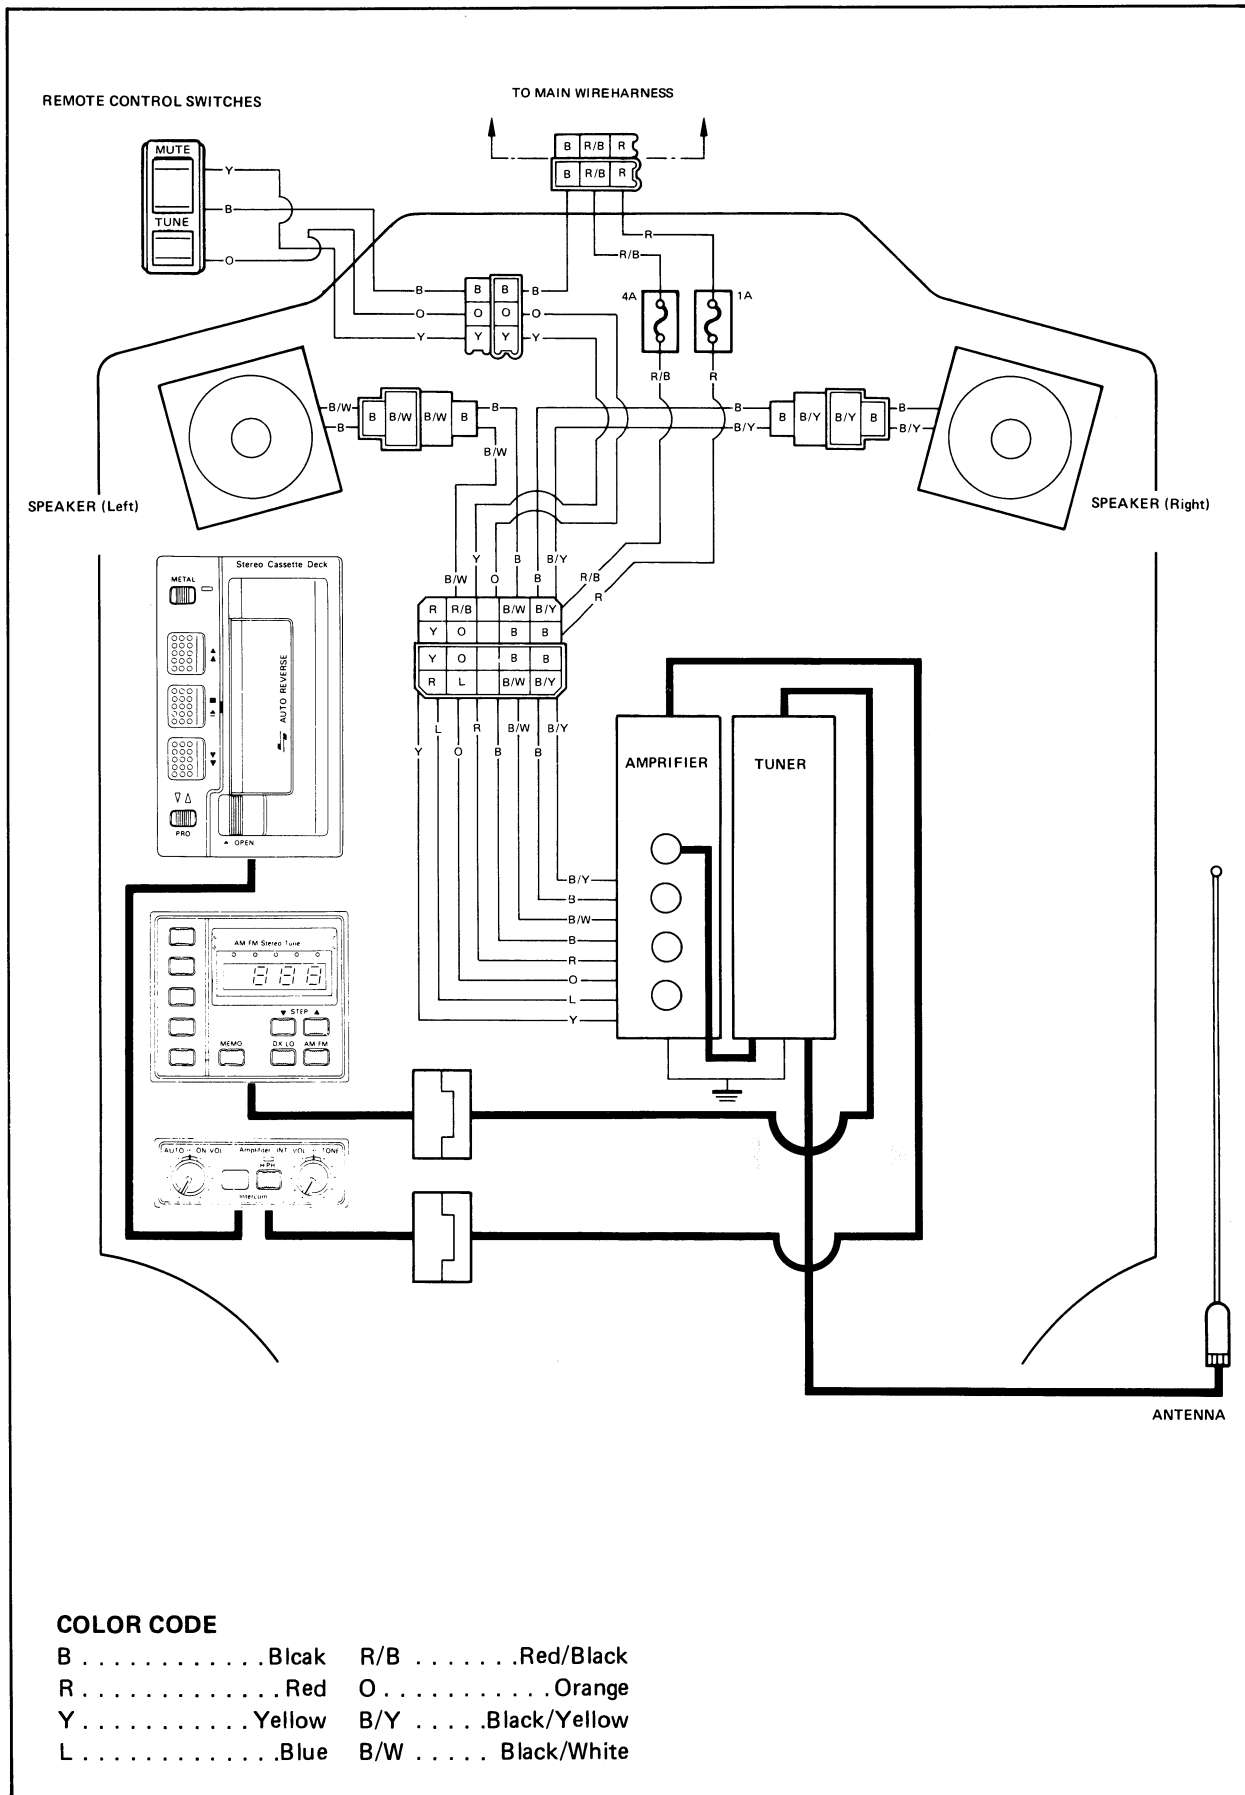 REMOTE CONTROL SWITCHES
TO MAIN WIREHARNESS
MUTE
TUNE
Y
B
O
B R/B R
B R/B R
R
R/B
4A
1A
B B B B
O O O O
Y Y Y Y
R/B
R
B/W
B
B B/W B/W B
B
B/W
B
B/Y
B B/Y B/Y B
B
B/Y
SPEAKER (Left)
SPEAKER (Right)
Y
B
B/Y
B/W
O
B
R/B
R
R R/B B/W B/Y
Y O B B
Y O B B
R L B/W B/Y
L R B/W B/Y
Y O B B
Stereo Cassette Deck
METAL
AUTO REVERSE
PRO
OPEN
AMPRIFIER
TUNER
B/Y
B
B/W
B
R
O
L
Y
AM FM Stereo Tune
888
STEP
MEMO
DX LO
AM FM
AUTO ON VOL Amplifier INT VOL TONE
H.PH
Intercom
ANTENNA
COLOR CODE
B . . . . . . . . . . . . Blcak R/B . . . . . . . Red/Black
R . . . . . . . . . . . . . . Red O . . . . . . . . . . . . Orange
Y . . . . . . . . . . . Yellow B/Y . . . . . Black/Yellow
L . . . . . . . . . . . . . Blue B/W . . . . . Black/White